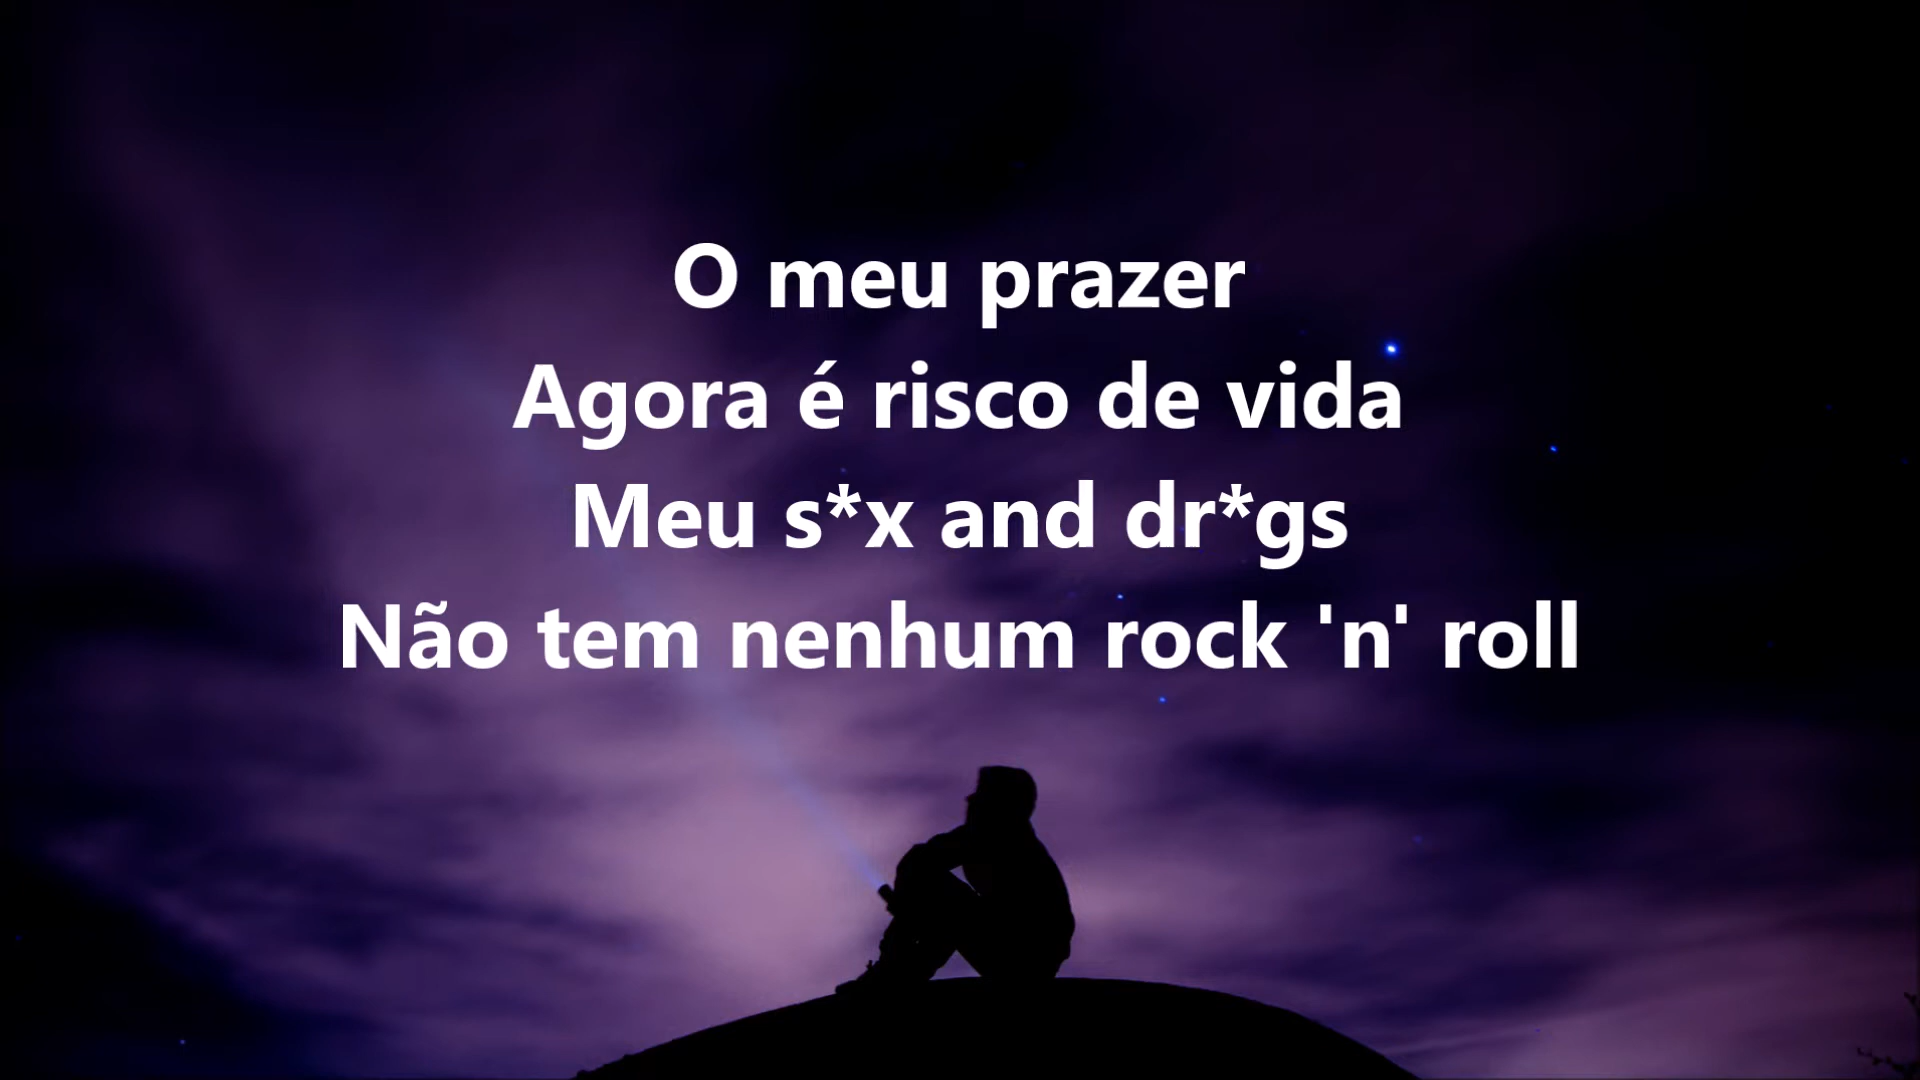 O meu prazer
Agora é risco de vida
Meu s*x and dr*gs
Não tem nenhum rock 'n' roll